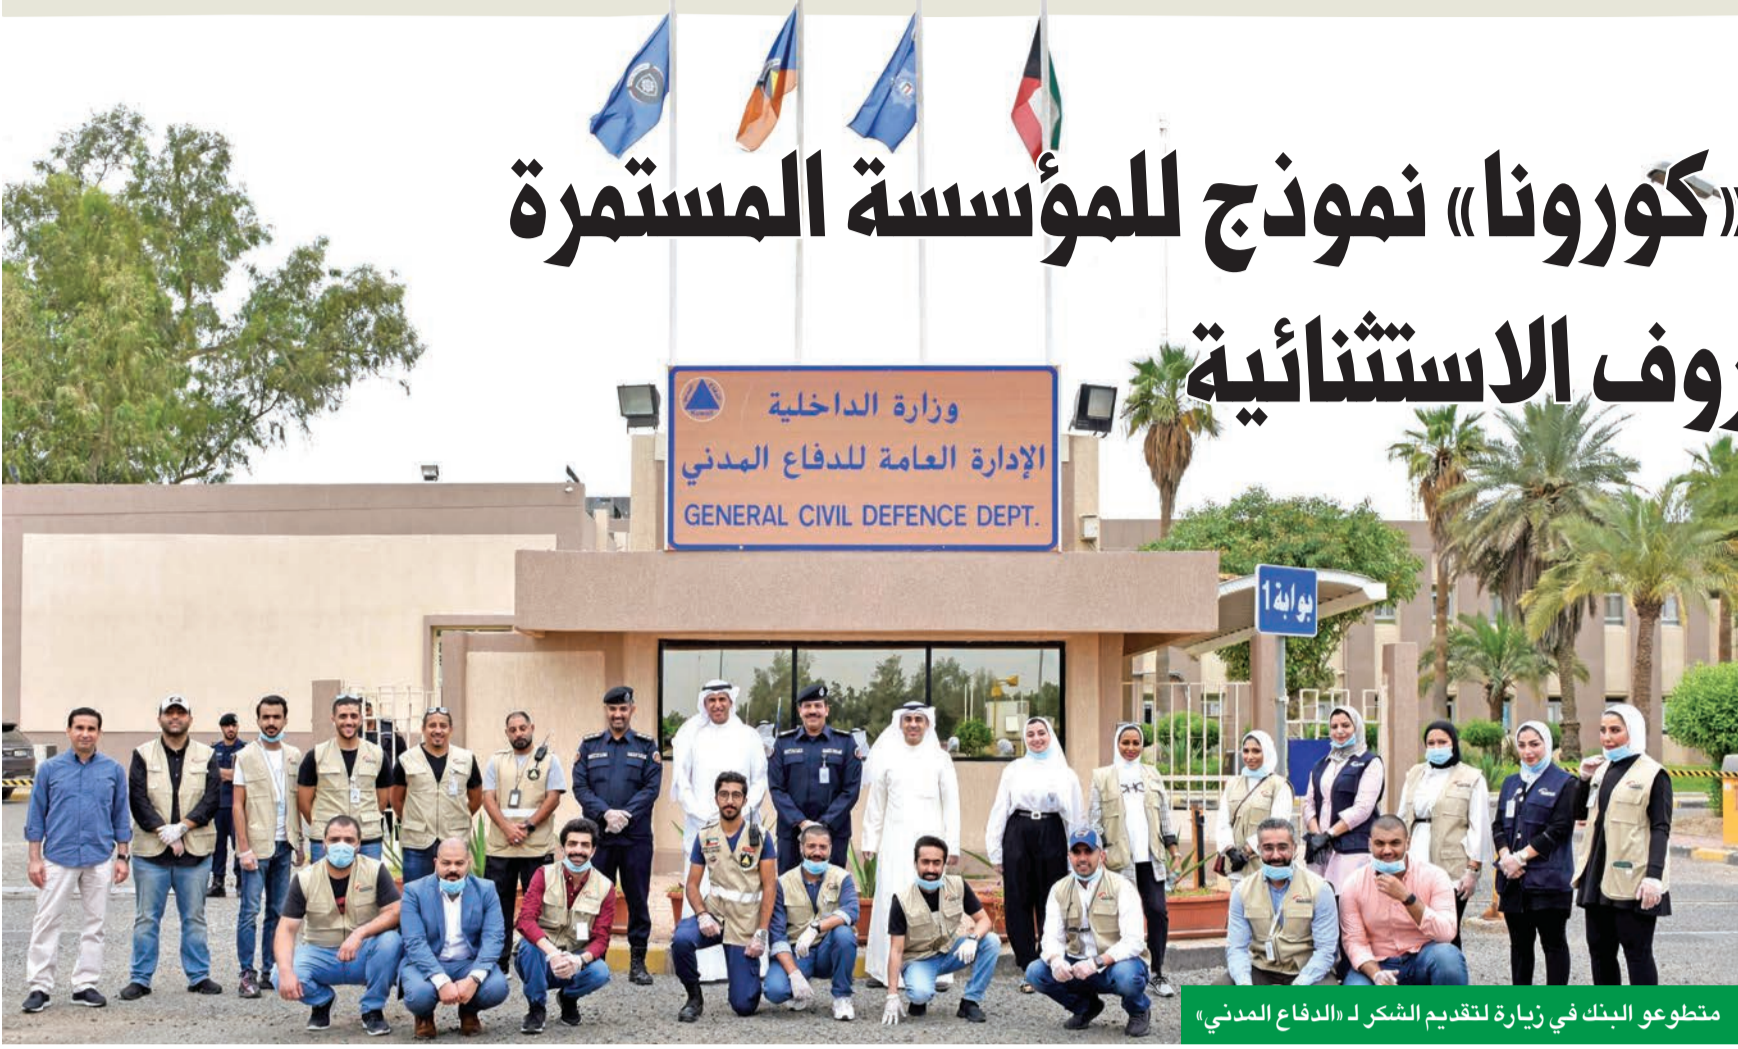 «كورونا» نموذج للمؤسسة المستمرة
الاستثنائية
وزارة الداخلية
الإدارة العامة للدفاع المدني
GENERAL CIVIL DEFENCE DEPT.
Kuwait
بوابة 1
متطوعو البنك في زيارة لتقديم الشكر لـ «الدفاع المدني»